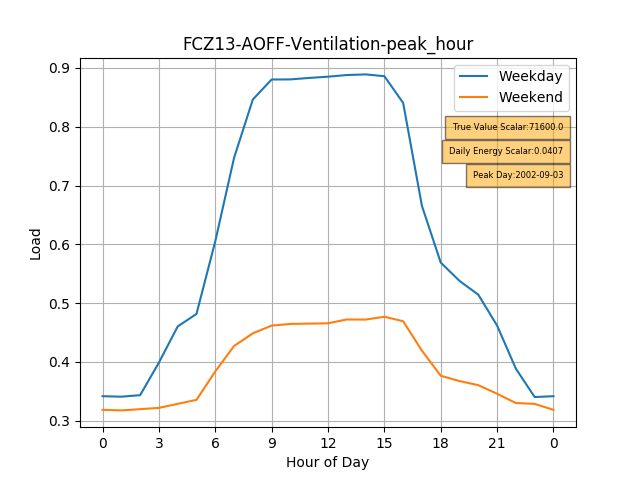 FCZ13-AOFF-Ventilation-peak_hour
0.9
0.8
0.7
0.6
0.5
0.4
0.3
Load
Weekday
Weekend
True Value Scalar:71600.0
Daily Energy Scalar:0.0407
Peak Day:2002-09-03
0 3 6 9 12 15 18 21 0
Hour of Day